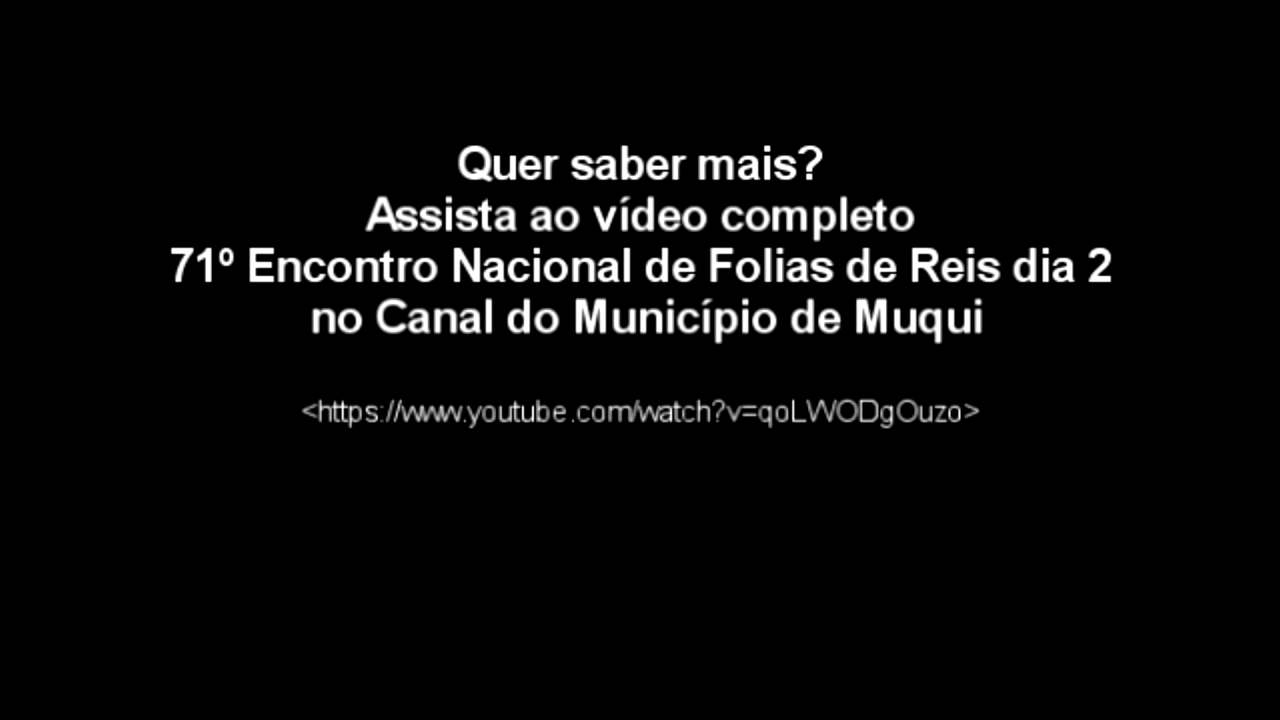 Quer saber mais?
Assista ao vídeo completo
71º Encontro Nacional de Folias de Reis dia 2
no Canal do Município de Muqui
<https://www.youtube.com/watch?v=qoLWODgOuzo>